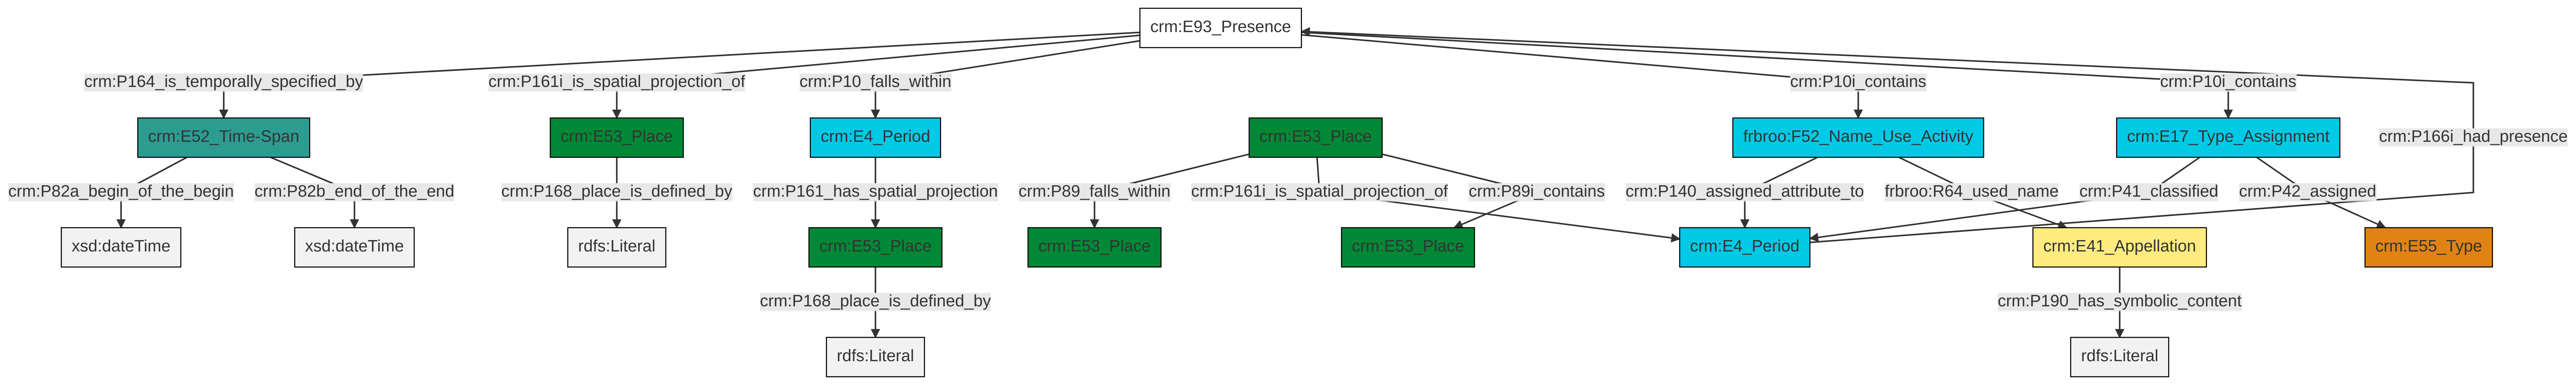 crm:E93_Presence
crm:P164_is_temporally_specified_by
crm:P161i_is_spatial_projection_of
crm:P10_falls_within
crm:P10i_contains
crm:P10i_contains
crm:E52_Time-Span
crm:E53_Place
crm:E4_Period
crm:E53_Place
frbroo:F52_Name_Use_Activity
crm:E17_Type_Assignment
crm:P166i_had_presence
crm:P82a_begin_of_the_begin
crm:P82b_end_of_the_end
crm:P168_place_is_defined_by
crm:P161_has_spatial_projection
crm:P89_falls_within
crm:P161i_is_spatial_projection_of
crm:P89i_contains
crm:P140_assigned_attribute_to
frbroo:R64_used_name
crm:P41_classified
crm:P42_assigned
xsd:dateTime
xsd:dateTime
rdfs:Literal
crm:E53_Place
crm:E53_Place
crm:E53_Place
crm:E4_Period
crm:E41_Appellation
crm:E55_Type
crm:P168_place_is_defined_by
crm:P190_has_symbolic_content
rdfs:Literal
rdfs:Literal